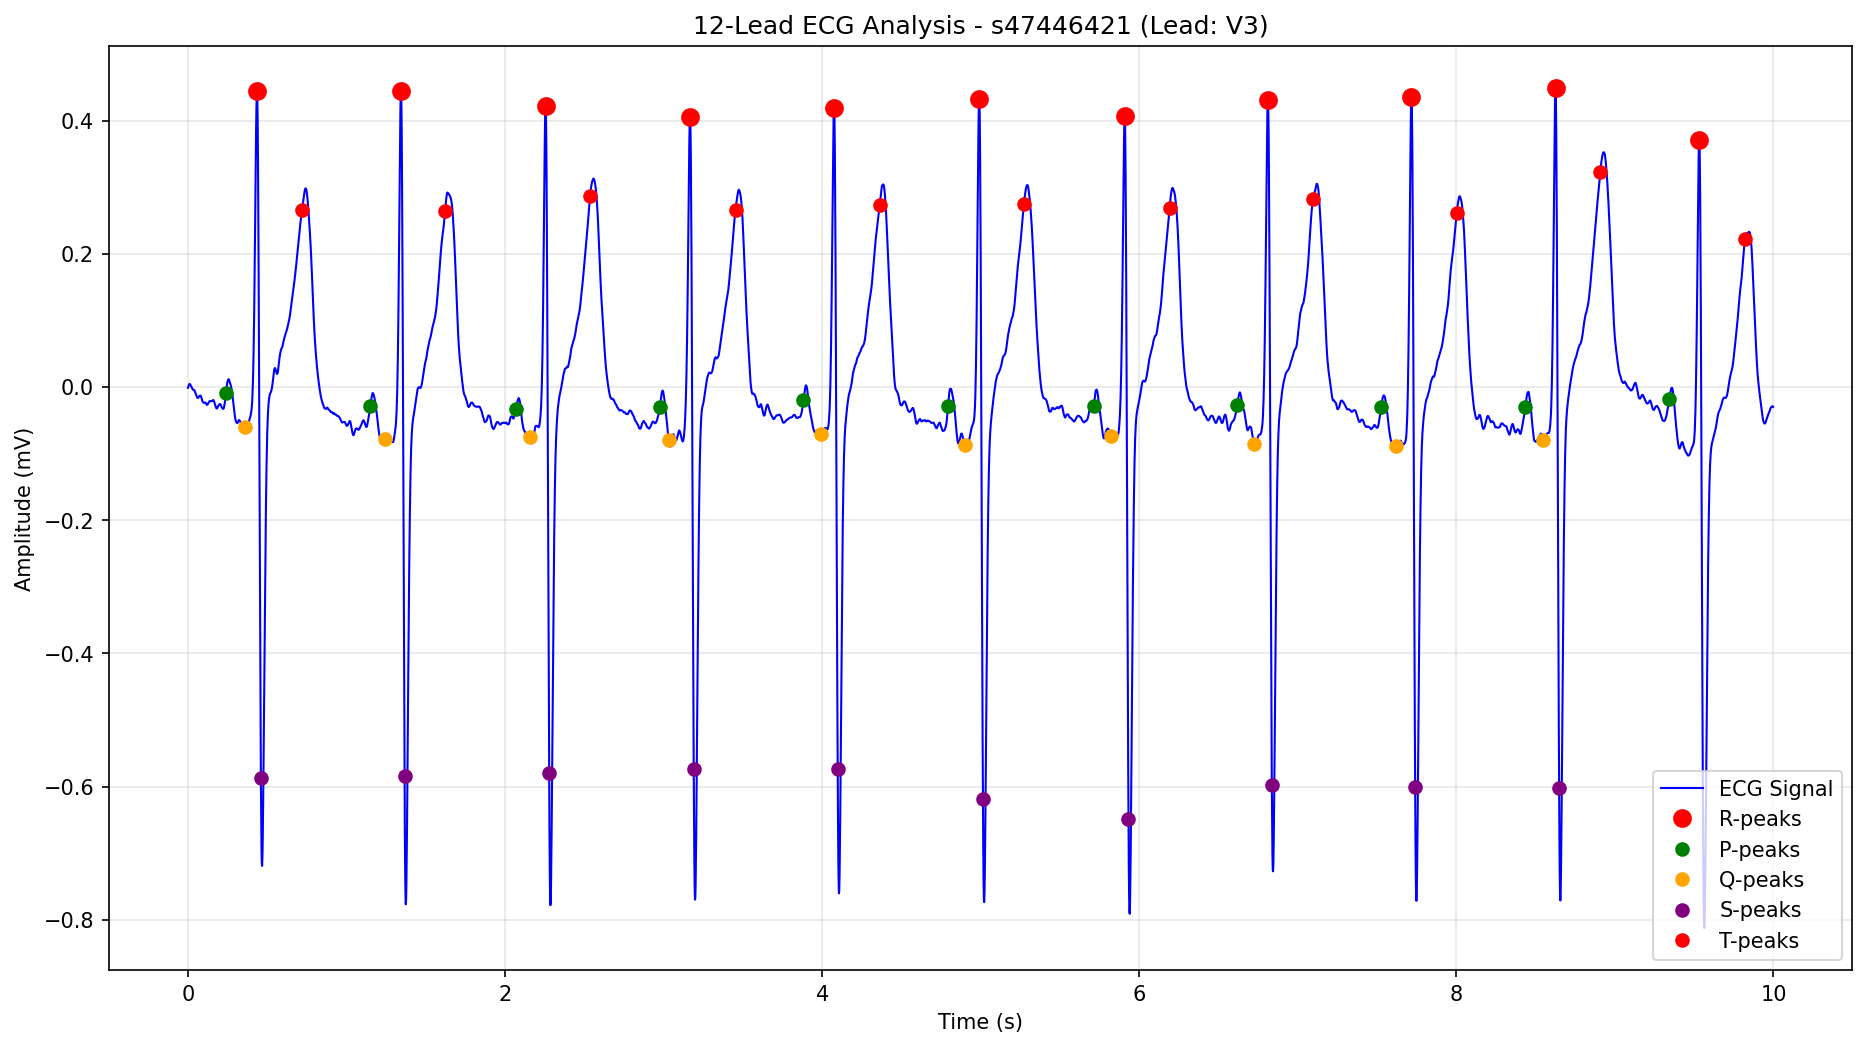 12-Lead ECG Analysis - s47446421 (Lead: V3)
Amplitude (mV)
0.4
0.2
0.0
−0.2
−0.4
−0.6
−0.8
ECG Signal
R-peaks
P-peaks
Q-peaks
S-peaks
T-peaks
0 2 4 6 8 10
Time (s)